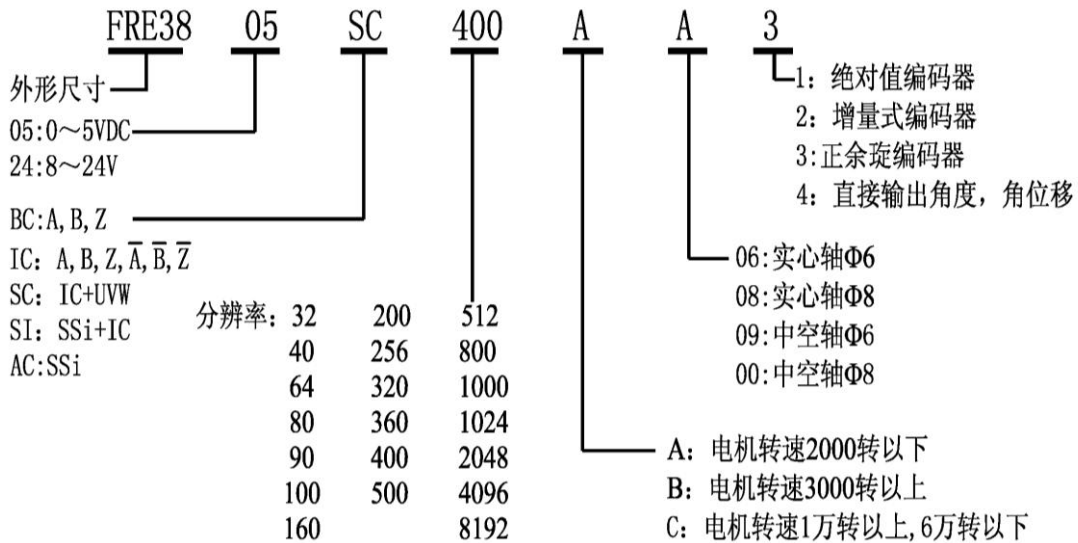 FRE38 05 SC 400 A A 3
外形尺寸
05:0～5VDC
24:8～24V
BC:A,B,Z
IC: A,B,Z,A̅,B̅,Z̅
SC: IC+UVW
SI: SSi+IC
AC:SSi
分辨率: 32 200 512
40 256 800
64 320 1000
80 360 1024
90 400 2048
100 500 4096
160 8192
1: 绝对值编码器
2: 增量式编码器
3:正余琁编码器
4: 直接输出角度，角位移
06:实心轴Φ6
08:实心轴Φ8
09:中空轴Φ6
00:中空轴Φ8
A: 电机转速2000转以下
B: 电机转速3000转以上
C: 电机转速1万转以上,6万转以下